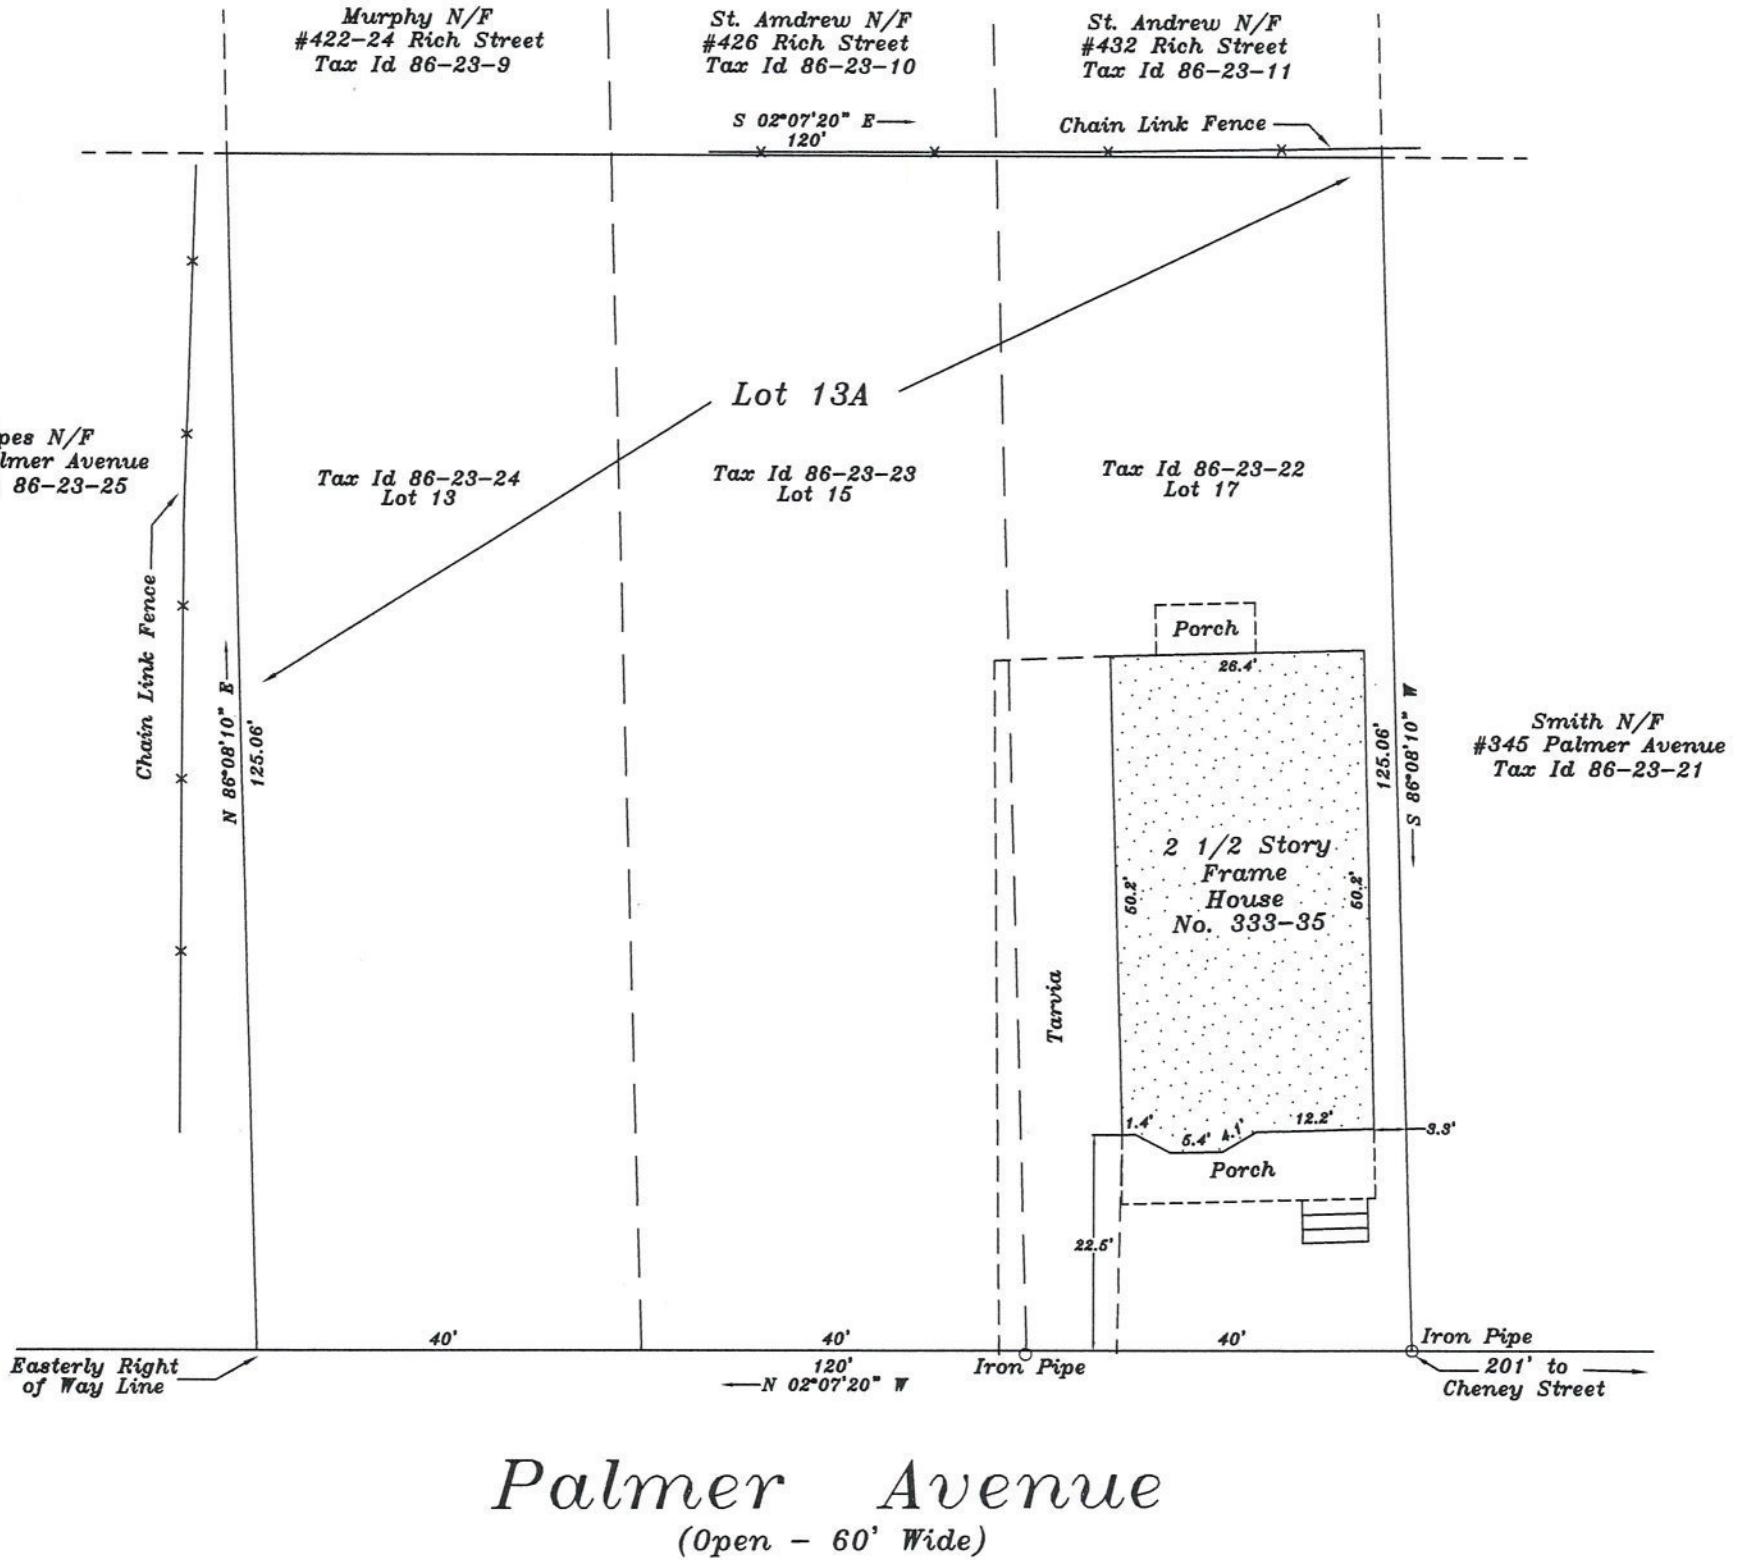 Murphy N/F
#422-24 Rich Street
Tax Id 86-23-9
St. Amdrew N/F
#426 Rich Street
Tax Id 86-23-10
St. Andrew N/F
#432 Rich Street
Tax Id 86-23-11
S 02°07'20" E
120'
Chain Link Fence
Lot 13A
pes N/F
lmer Avenue
86-23-25
Tax Id 86-23-24
Lot 13
Tax Id 86-23-23
Lot 15
Tax Id 86-23-22
Lot 17
Chain Link Fence
N 86°08'10" E
125.06'
Porch
26.4'
125.06'
S 86°08'10" W
Smith N/F
#345 Palmer Avenue
Tax Id 86-23-21
2 1/2 Story
Frame
House
No. 333-35
50.2'
50.2'
Tarvia
1.4'
5.4'
4.1'
12.2'
3.3'
Porch
22.5'
40'
40'
40'
Iron Pipe
Easterly Right
of Way Line
120'
N 02°07'20" W
Iron Pipe
201' to
Cheney Street
Palmer Avenue
(Open - 60' Wide)